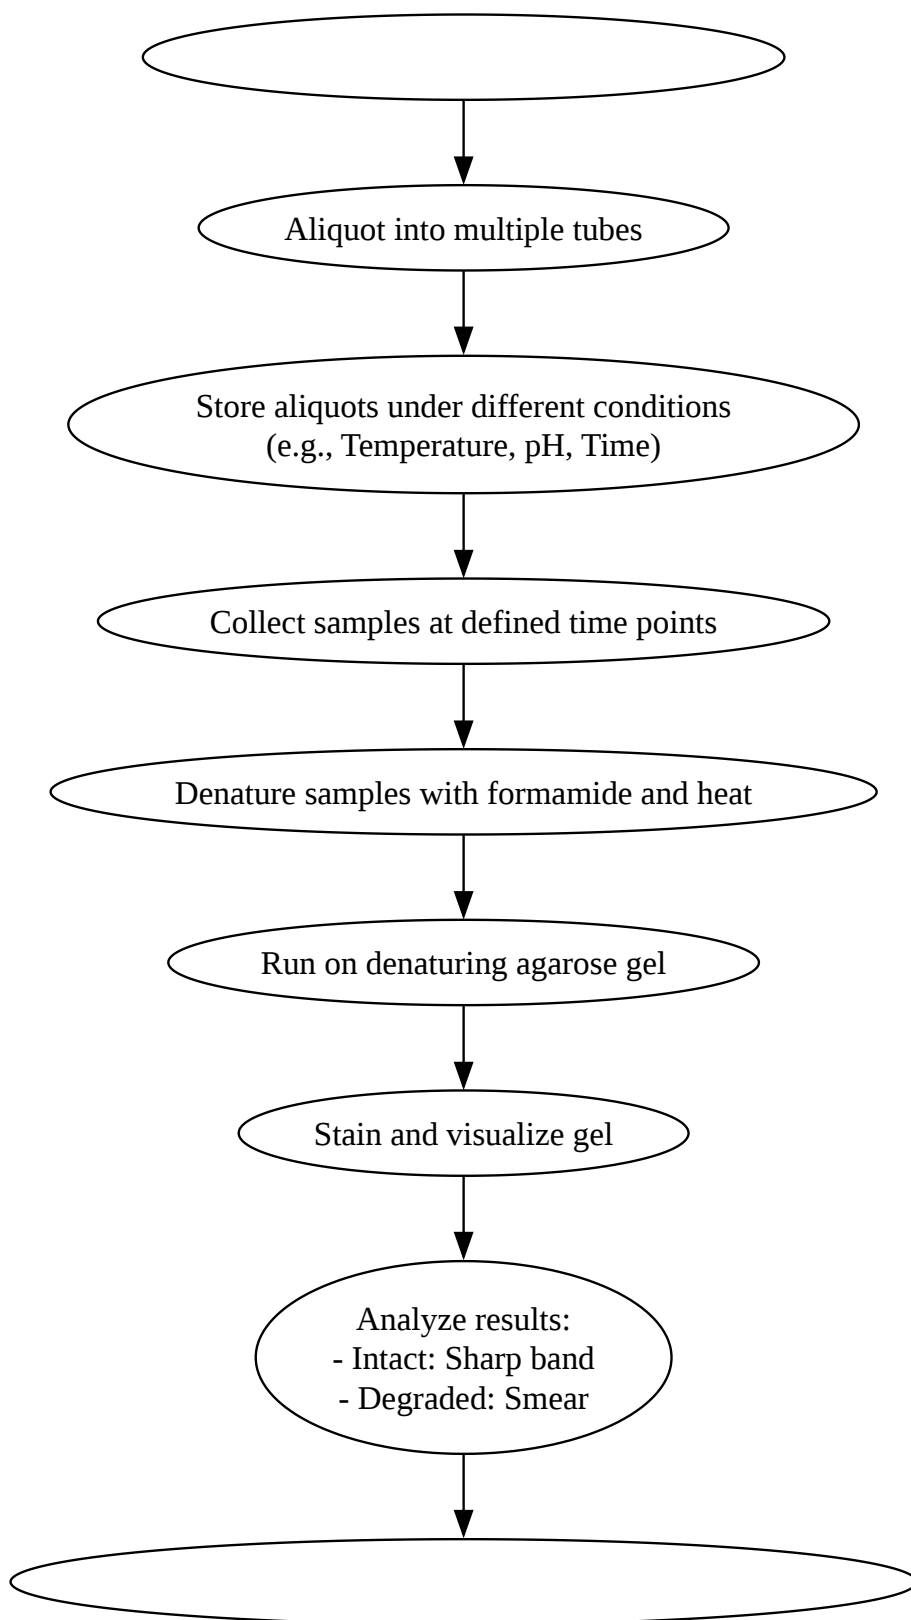 Aliquot into multiple tubes
Store aliquots under different conditions
(e.g., Temperature, pH, Time)
Collect samples at defined time points
Denature samples with formamide and heat
Run on denaturing agarose gel
Stain and visualize gel
Analyze results:
- Intact: Sharp band
- Degraded: Smear